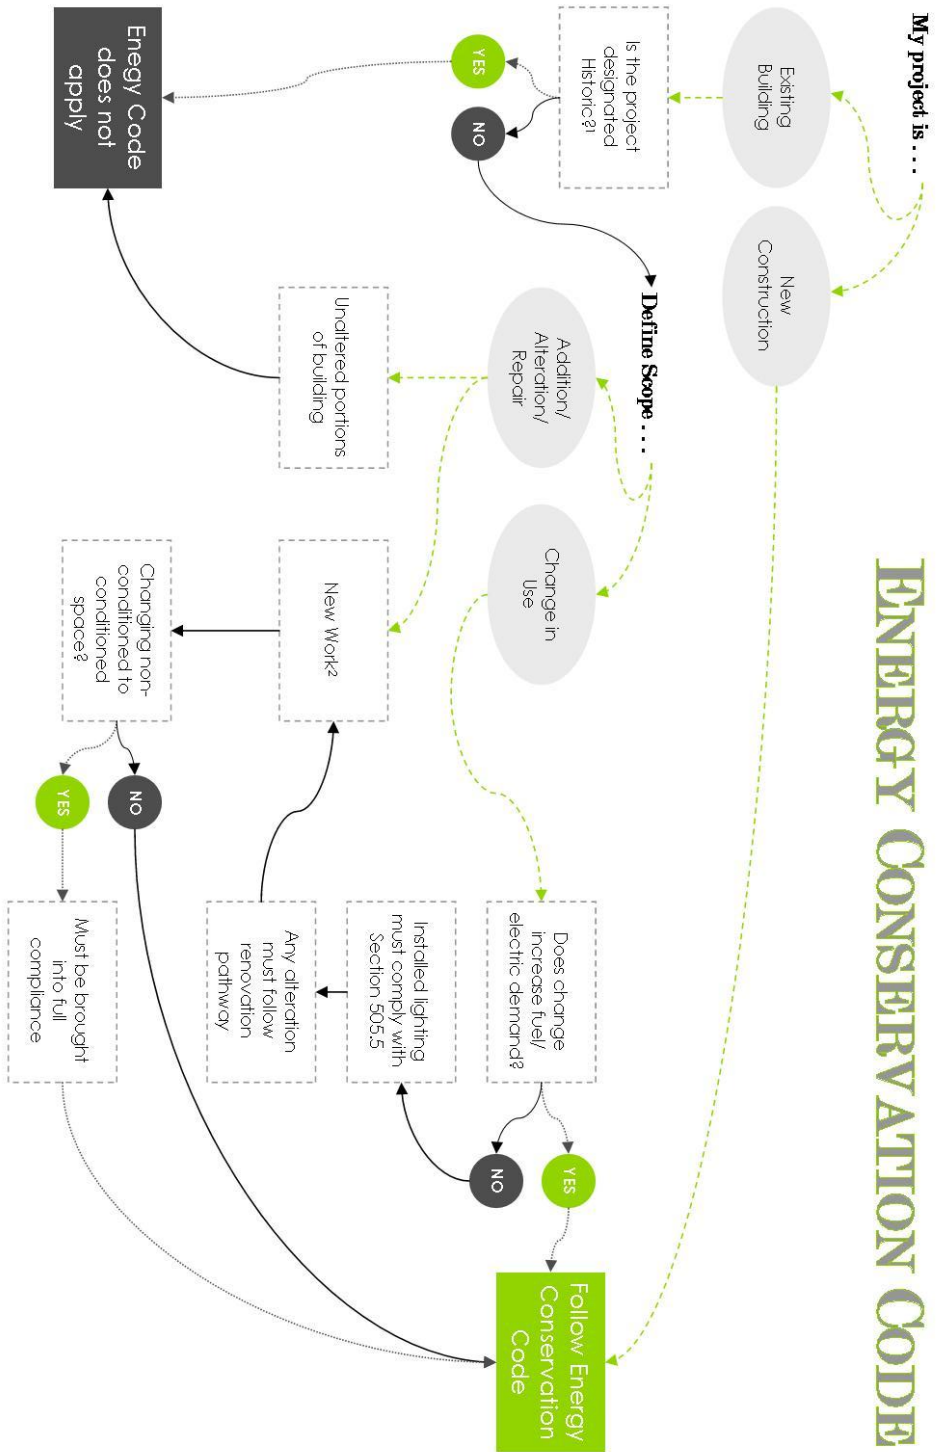 ENERGY CONSERVATION CODE
My project is . . .
Existing
Building
New
Construction
Is the project
designated
Historic?¹
YES
NO
Enegy Code
does not
apply
Define Scope . . .
Addition/
Alteration/
Repair
Change in
Use
Unaltered portions
of building
New Work²
Changing non-
conditioned to
conditioned
space?
NO
YES
Must be brought
into full
compliance
Does change
increase fuel/
electric demand?
YES
NO
Installed lighting
must comply with
Section 505.5
Any alteration
must follow
renovation
pathway
Follow Energy
Conservation
Code